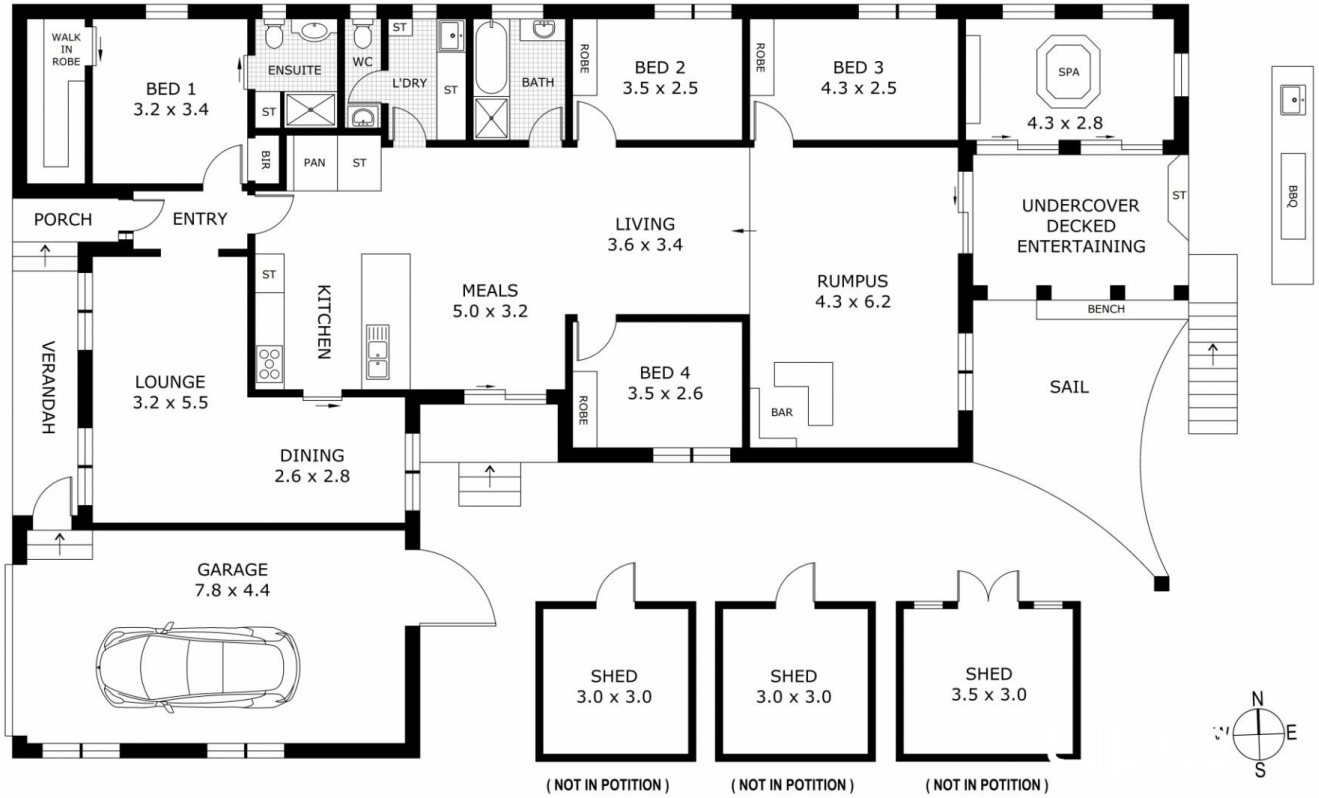 WALK
IN
ROBE
BED 1
3.2 x 3.4
ENSUITE
ST
WC
ST
L'DRY
ST
BATH
ROBE
BED 2
3.5 x 2.5
ROBE
BED 3
4.3 x 2.5
SPA
4.3 x 2.8
BIR
PAN
ST
PORCH
ENTRY
LIVING
3.6 x 3.4
UNDERCOVER
DECKED
ENTERTAINING
ST
BBQ
ST
KITCHEN
MEALS
5.0 x 3.2
RUMPUS
4.3 x 6.2
BENCH
VERANDAH
LOUNGE
3.2 x 5.5
BED 4
3.5 x 2.6
ROBE
BAR
SAIL
DINING
2.6 x 2.8
GARAGE
7.8 x 4.4
SHED
3.0 x 3.0
SHED
3.0 x 3.0
SHED
3.5 x 3.0
N
E
S
( NOT IN POTITION )
( NOT IN POTITION )
( NOT IN POTITION )